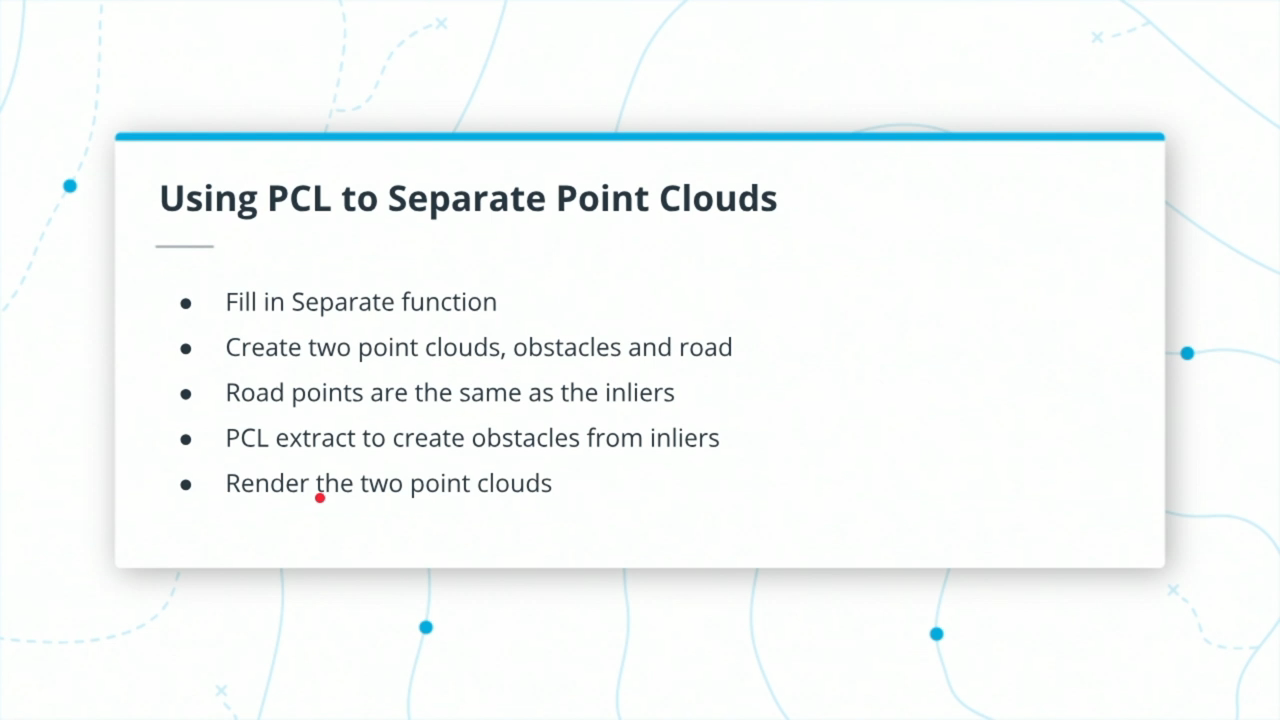 Using PCL to Separate Point Clouds
● Fill in Separate function
● Create two point clouds, obstacles and road
● Road points are the same as the inliers
● PCL extract to create obstacles from inliers
● Render the two point clouds